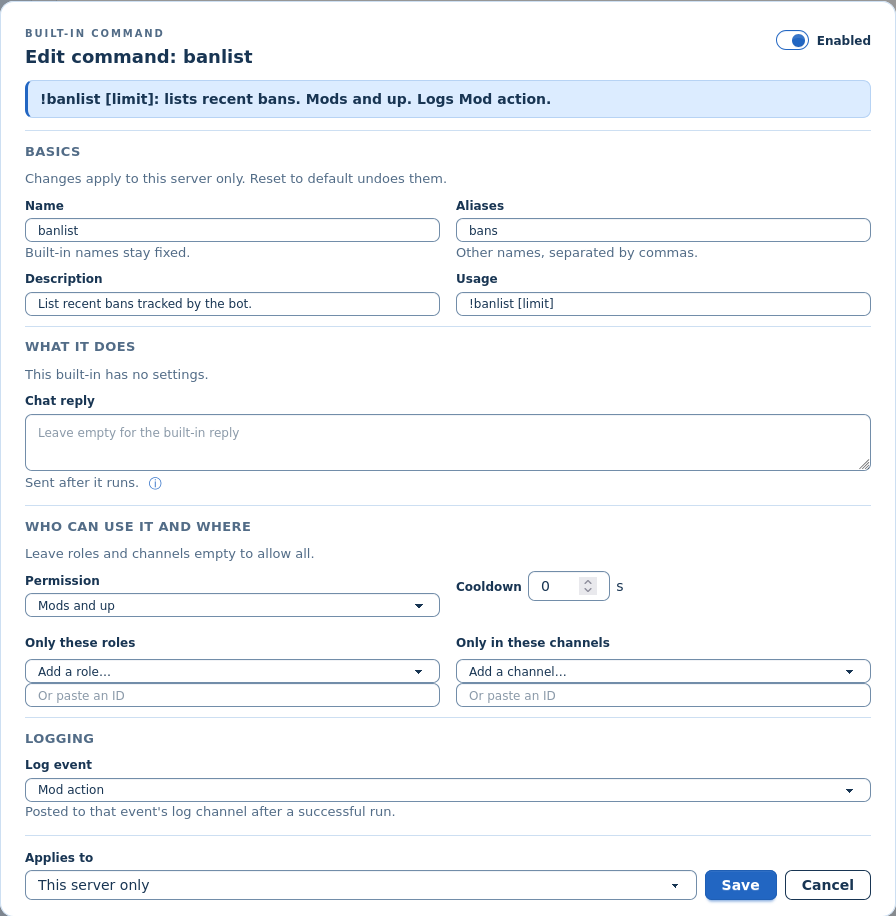 BUILT-IN COMMAND
Edit command: banlist
Enabled
!banlist [limit]: lists recent bans. Mods and up. Logs Mod action.
BASICS
Changes apply to this server only. Reset to default undoes them.
Name
banlist
Built-in names stay fixed.
Aliases
bans
Other names, separated by commas.
Description
List recent bans tracked by the bot.
Usage
!banlist [limit]
WHAT IT DOES
This built-in has no settings.
Chat reply
Leave empty for the built-in reply
Sent after it runs. ⓘ
WHO CAN USE IT AND WHERE
Leave roles and channels empty to allow all.
Permission
Mods and up
Cooldown 0 s
Only these roles
Add a role...
Or paste an ID
Only in these channels
Add a channel...
Or paste an ID
LOGGING
Log event
Mod action
Posted to that event's log channel after a successful run.
Applies to
This server only
Save
Cancel